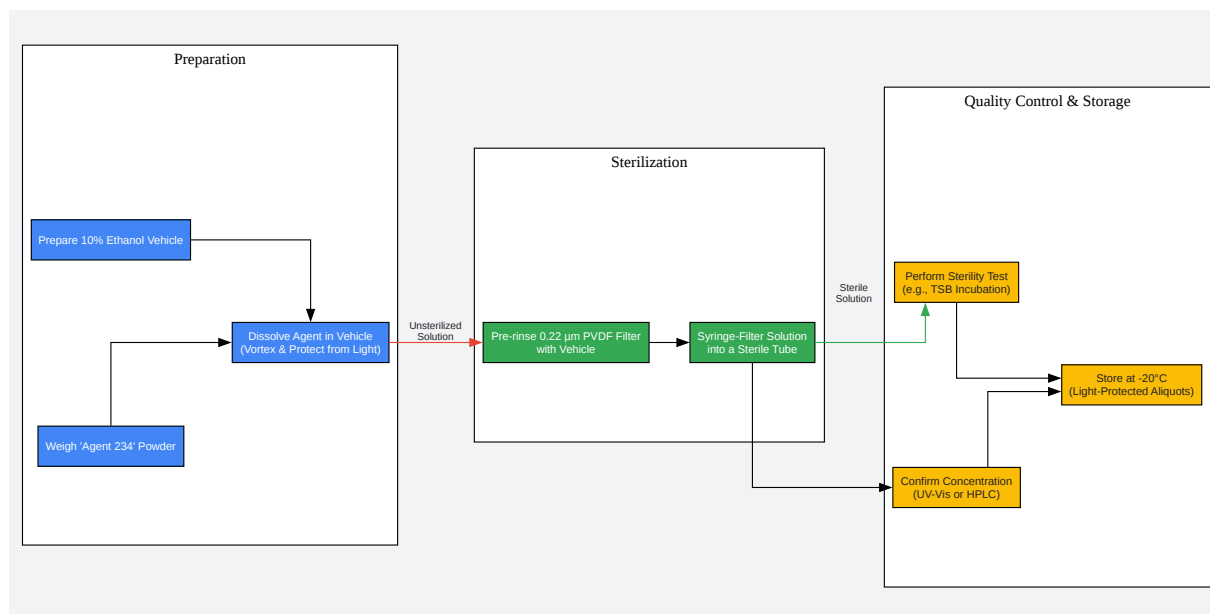 Preparation
Prepare 10% Ethanol Vehicle
Dissolve Agent in Vehicle
(Vortex & Protect from Light)
Weigh 'Agent 234' Powder
Unsterilized
Solution
Sterilization
Pre-rinse 0.22 µm PVDF Filter
with Vehicle
Syringe-Filter Solution
into a Sterile Tube
Sterile
Solution
Quality Control & Storage
Perform Sterility Test
(e.g., TSB Incubation)
Store at -20°C
(Light-Protected Aliquots)
Confirm Concentration
(UV-Vis or HPLC)